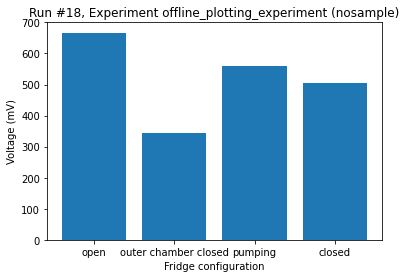 Run #18, Experiment offline_plotting_experiment (nosample)
Voltage (mV)
700
600
500
400
300
200
100
0
open
outer chamber closed
pumping
closed
Fridge configuration